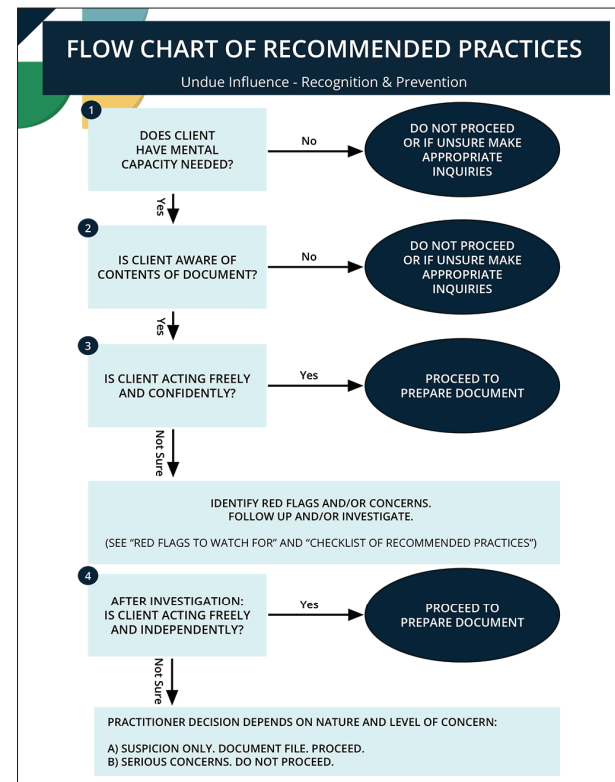 FLOW CHART OF RECOMMENDED PRACTICES
Undue Influence - Recognition & Prevention
1
DOES CLIENT
HAVE MENTAL
CAPACITY NEEDED?
No
DO NOT PROCEED
OR IF UNSURE MAKE
APPROPRIATE
INQUIRIES
Yes
2
IS CLIENT AWARE OF
CONTENTS OF DOCUMENT?
No
DO NOT PROCEED
OR IF UNSURE MAKE
APPROPRIATE
INQUIRIES
Yes
3
IS CLIENT ACTING FREELY
AND CONFIDENTLY?
Yes
PROCEED TO
PREPARE DOCUMENT
Not Sure
IDENTIFY RED FLAGS AND/OR CONCERNS.
FOLLOW UP AND/OR INVESTIGATE.
(SEE “RED FLAGS TO WATCH FOR” AND “CHECKLIST OF RECOMMENDED PRACTICES”)
4
AFTER INVESTIGATION:
IS CLIENT ACTING FREELY
AND INDEPENDENTLY?
Yes
PROCEED TO
PREPARE DOCUMENT
Not Sure
PRACTITIONER DECISION DEPENDS ON NATURE AND LEVEL OF CONCERN:
A) SUSPICION ONLY. DOCUMENT FILE. PROCEED.
B) SERIOUS CONCERNS. DO NOT PROCEED.